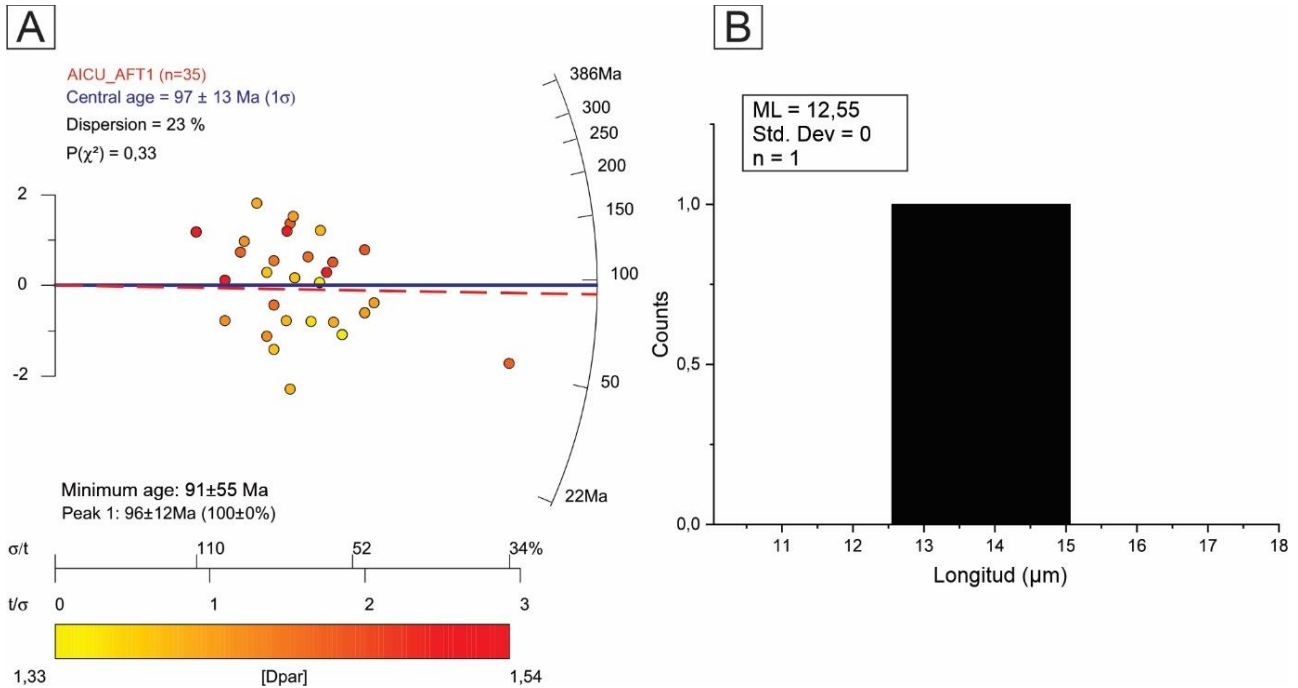 A
AICU_AFT1 (n=35)
Central age = 97 ± 13 Ma (1σ)
Dispersion = 23 %
P(χ²) = 0,33
2
0
-2
386Ma
300
250
200
150
100
50
22Ma
Minimum age: 91±55 Ma
Peak 1: 96±12Ma (100±0%)
σ/t 110 52 34%
t/σ 0 1 2 3
1,33 [Dpar] 1,54
B
ML = 12,55
Std. Dev = 0
n = 1
Counts
1,0
0,5
0,0
11 12 13 14 15 16 17 18
Longitud (µm)